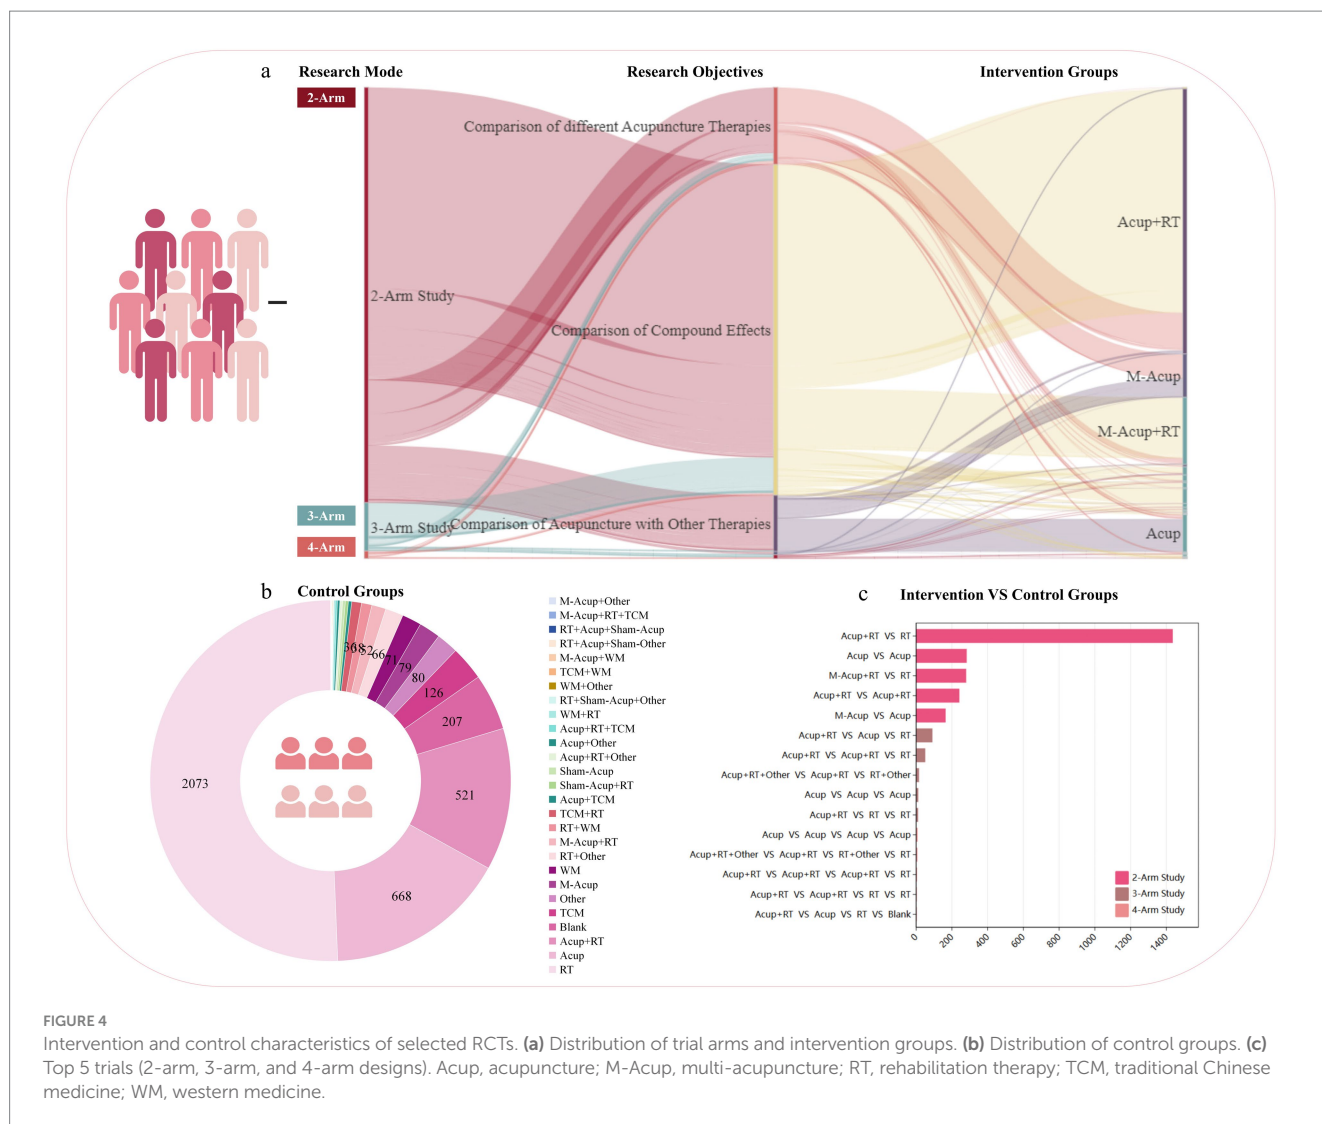 a
Research Mode
Research Objectives
Intervention Groups
2-Arm
Comparison of different Acupuncture Therapies
Acup+RT
2-Arm Study
Comparison of Compound Effects
M-Acup
M-Acup+RT
3-Arm
3-Arm Study
Comparison of Acupuncture with Other Therapies
Acup
4-Arm
b
Control Groups
36
38
52
66
71
79
80
126
207
521
668
2073
M-Acup+Other
M-Acup+RT+TCM
RT+Acup+Sham-Acup
RT+Acup+Sham-Other
M-Acup+WM
TCM+WM
WM+Other
RT+Sham-Acup+Other
WM+RT
Acup+RT+TCM
Acup+Other
Acup+RT+Other
Sham-Acup
Sham-Acup+RT
Acup+TCM
TCM+RT
RT+WM
M-Acup+RT
RT+Other
WM
M-Acup
Other
TCM
Blank
Acup+RT
Acup
RT
c
Intervention VS Control Groups
Acup+RT VS RT
Acup VS Acup
M-Acup+RT VS RT
Acup+RT VS Acup+RT
M-Acup VS Acup
Acup+RT VS Acup VS RT
Acup+RT VS Acup+RT VS RT
Acup+RT+Other VS Acup+RT VS RT+Other
Acup VS Acup VS Acup
Acup+RT VS RT VS RT
Acup VS Acup VS Acup VS Acup
Acup+RT+Other VS Acup+RT VS RT+Other VS RT
Acup+RT VS Acup+RT VS Acup+RT VS RT
Acup+RT VS Acup+RT VS RT VS RT
Acup+RT VS Acup VS RT VS Blank
2-Arm Study
3-Arm Study
4-Arm Study
0
200
400
600
800
1000
1200
1400
FIGURE 4
Intervention and control characteristics of selected RCTs. (a) Distribution of trial arms and intervention groups. (b) Distribution of control groups. (c)
Top 5 trials (2-arm, 3-arm, and 4-arm designs). Acup, acupuncture; M-Acup, multi-acupuncture; RT, rehabilitation therapy; TCM, traditional Chinese
medicine; WM, western medicine.